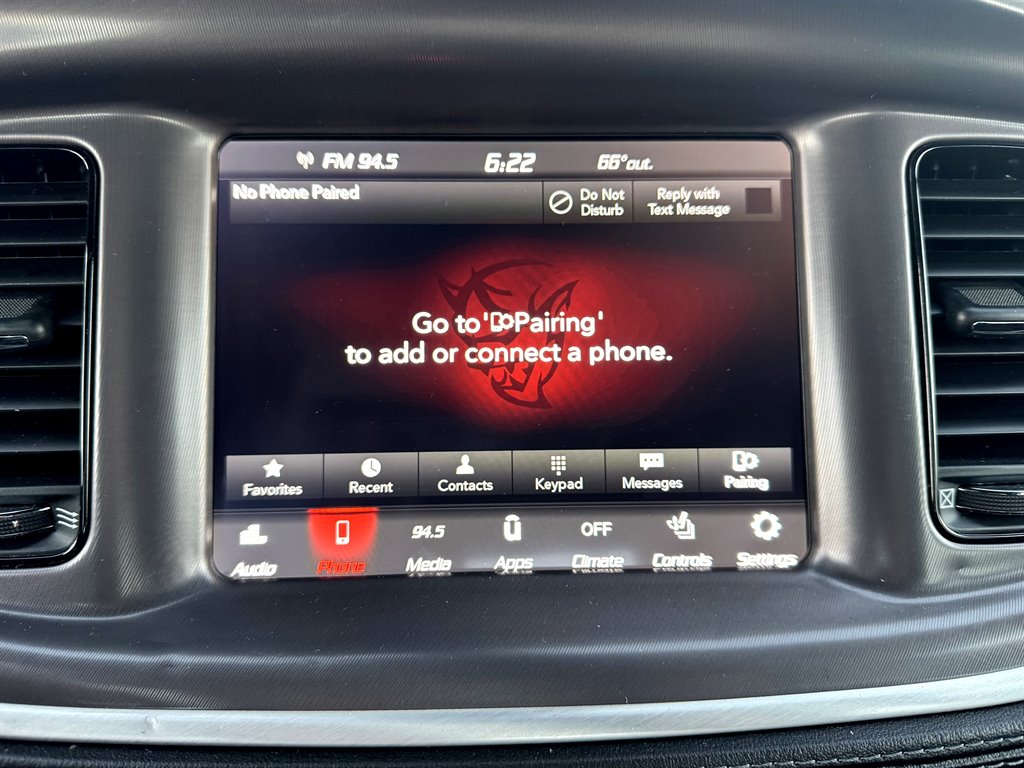 FM 94.5 6:22 66°out.
No Phone Paired
Do Not
Disturb
Reply with
Text Message
Go to 'Pairing'
to add or connect a phone.
Favorites Recent Contacts Keypad Messages Pairing
94.5 OFF
Audio Phone Media Apps Climate Controls Settings